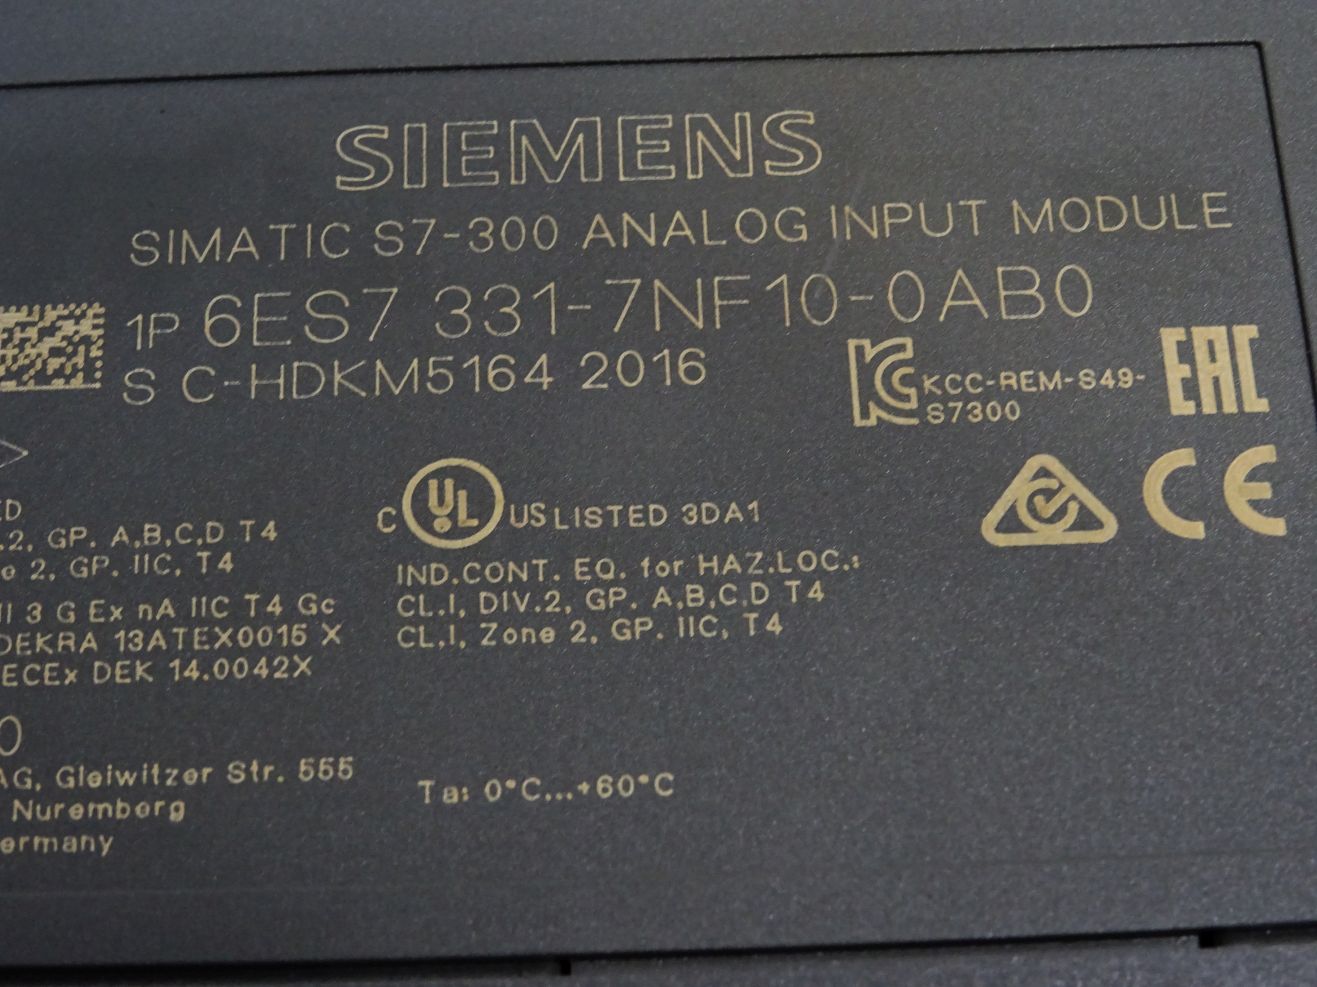 SIEMENS
SIMATIC S7-300 ANALOG INPUT MODULE
1P 6ES7 331-7NF10-0AB0
S C-HDKM5164 2016
KCC-REM-S49-
S7300
EAC
CE
ED
.2, GP. A,B,C,D T4
e 2, GP. IIC, T4
II 3 G Ex nA IIC T4 Gc
DEKRA 13ATEX0015 X
ECEx DEK 14.0042X
C UL US LISTED 3DA1
IND.CONT. EQ. for HAZ.LOC.:
CL.I, DIV.2, GP. A,B,C,D T4
CL.I, Zone 2, GP. IIC, T4
AG, Gleiwitzer Str. 555
Nuremberg
ermany
Ta: 0°C...+60°C